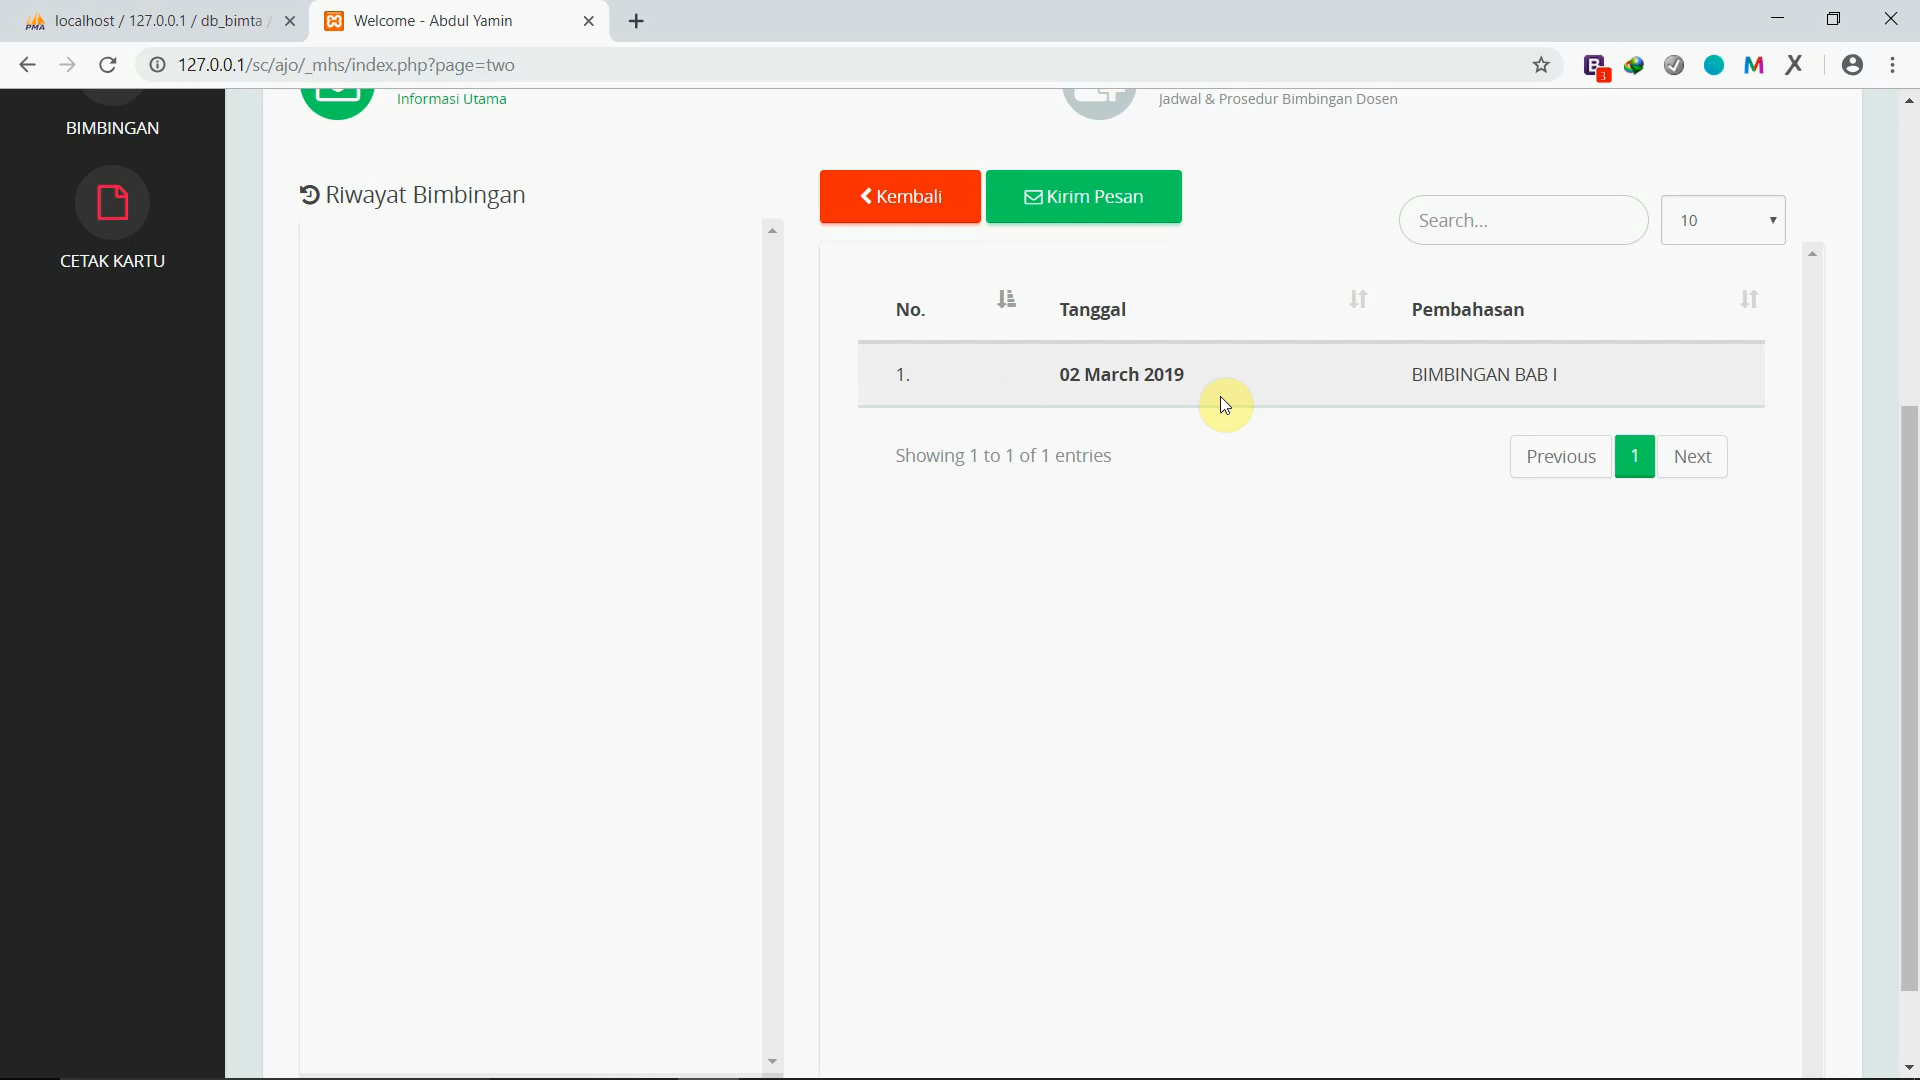 localhost / 127.0.0.1 / db_bimta
Welcome - Abdul Yamin
127.0.0.1/sc/ajo/_mhs/index.php?page=two
3
Informasi Utama
Jadwal & Prosedur Bimbingan Dosen
BIMBINGAN
CETAK KARTU
Riwayat Bimbingan
Kembali
Kirim Pesan
Search...
10
No. Tanggal Pembahasan
1. 02 March 2019 BIMBINGAN BAB I
Showing 1 to 1 of 1 entries
Previous 1 Next